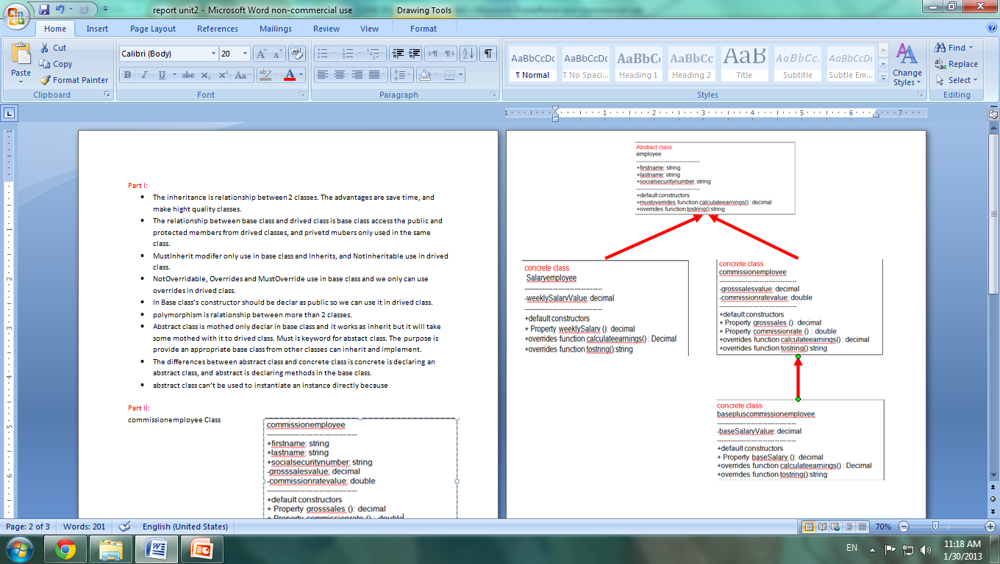 report unit2 - Microsoft Word non-commercial use
Drawing Tools
Home Insert Page Layout References Mailings Review View Format
Paste
Cut
Copy
Format Painter
Clipboard
Calibri (Body) 20
Font
Paragraph
AaBbCcDc AaBbCcDc AaBbC AaBbCc AaB AaBbCc. AaBbCcDc
¶ Normal ¶ No Spaci... Heading 1 Heading 2 Title Subtitle Subtle Em...
Change Styles
Styles
Find
Replace
Select
Editing
1 1 2 3 4 5 6 7
Part I:
• The inheritance is relationship between 2 classes. The advantages are save time, and
make hight quality classes.
• The relationship between base class and drived class is base class access the public and
protected members from drived classes, and privetd mubers only used in the same
class.
• MustInherit modifer only use in base class and Inherits, and NotInheritable use in drived
class.
• NotOverridable, Overrides and MustOverride use in base class and we only can use
overrides in drived class.
• In Base class's constructor should be declar as public so we can use it in drived class.
• polymorphism is relationship between more than 2 classes.
• Abstract class is mothed only declar in base class and it works as inherit but it will take
some mothed with it to drived class. Must is keyword for abstact class. The purpose is
provide an appropriate base class from other classes can inherit and implement.
• The differences between abstract class and concrete class is concrete is declaring an
abstract class, and abstract is declaring methods in the base class.
• abstract class can't be used to instantiate an instance directly because
Part II:
commissionemployee Class
commissionemployee
-----------------------------------
+firstname: string
+lastname: string
+socialsecuritynumber: string
-grosssalesvalue: decimal
-commissionratevalue: double
-----------------------------------
+default constructors
+ Property grosssales (): decimal
+ Property commissionrate () : double
Abstract class
employee
-----------------------------------
+firstname: string
+lastname: string
+socialsecuritynumber: string
-----------------------------------
+default constructors
+mustoverrides function calculateearnings() : decimal
+overrides function tostring():string
concrete class
Salaryemployee
-----------------------------------
-weeklySalaryValue: decimal
-----------------------------------
+default constructors
+ Property weeklySalary (): decimal
+overrides function calculateearnings() : Decimal
+overrides function tostring():string
concrete class
commissionemployee
-----------------------------------
-grosssalesvalue: decimal
-commissionratevalue: double
-----------------------------------
+default constructors
+ Property grosssales (): decimal
+ Property commissionrate () : double
+overrides function calculateearnings() : decimal
+overrides function tostring():string
concrete class
basepluscommissionemployee
-----------------------------------
-baseSalaryValue: decimal
-----------------------------------
+default constructors
+ Property baseSalary (): decimal
+overrides function calculateearnings() : Decimal
+overrides function tostring():string
Page: 2 of 3 Words: 201 English (United States) 70%
EN 11:18 AM
1/30/2013